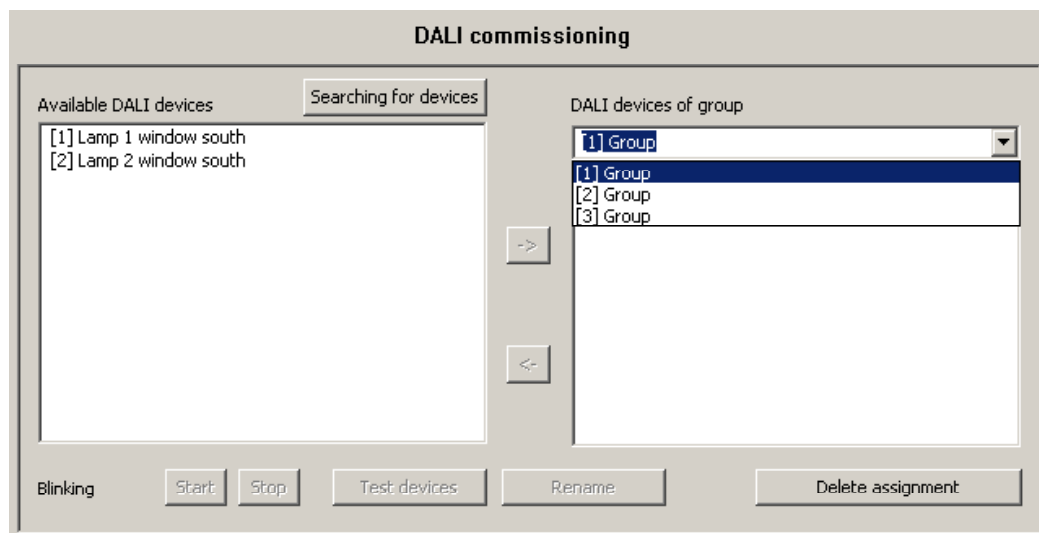 DALI commissioning
Available DALI devices
Searching for devices
DALI devices of group
[1] Lamp 1 window south
[2] Lamp 2 window south
[1] Group
[1] Group
[2] Group
[3] Group
->
<-
Blinking
Start
Stop
Test devices
Rename
Delete assignment